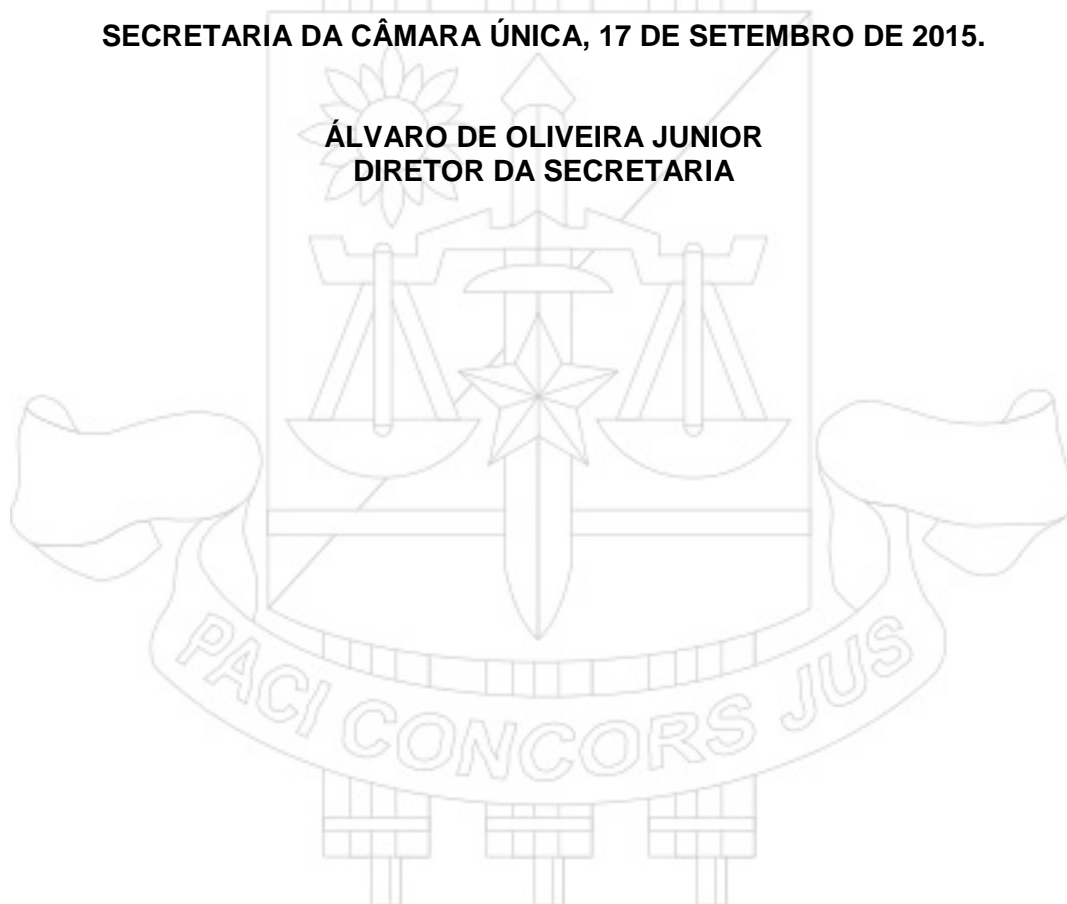 SECRETARIA DA CÂMARA ÚNICA, 17 DE SETEMBRO DE 2015.
ÁLVARO DE OLIVEIRA JUNIOR
DIRETOR DA SECRETARIA
PACI CONCORS JUS